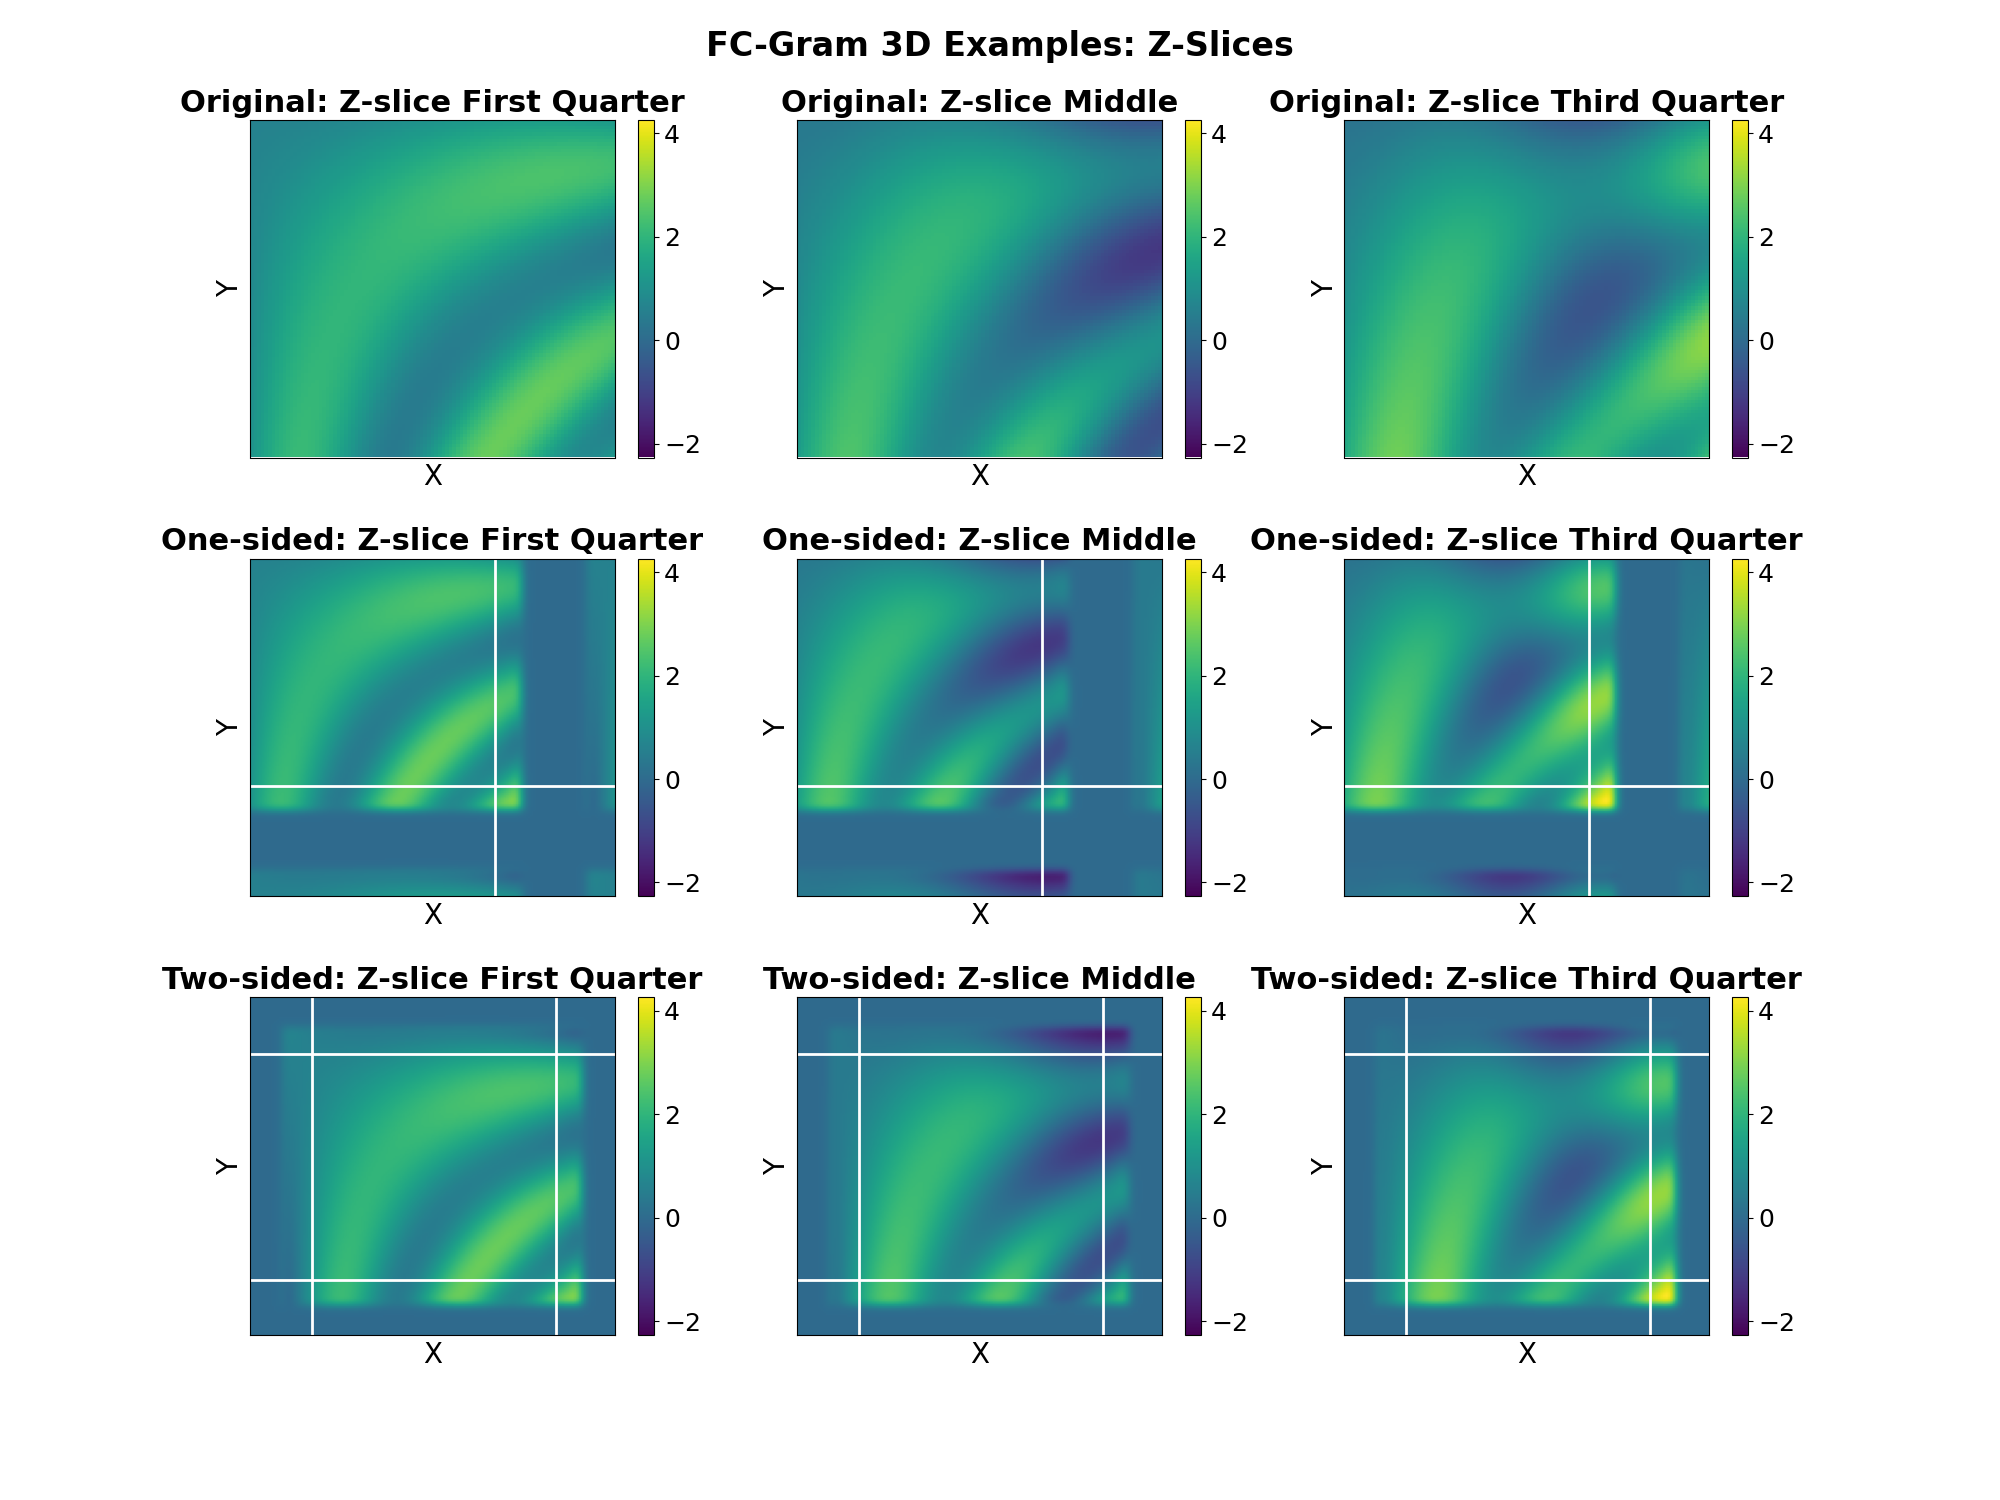 FC-Gram 3D Examples: Z-Slices
Original: Z-slice First Quarter
Y
X
4
2
0
−2
Original: Z-slice Middle
Y
X
4
2
0
−2
Original: Z-slice Third Quarter
Y
X
4
2
0
−2
One-sided: Z-slice First Quarter
Y
X
4
2
0
−2
One-sided: Z-slice Middle
Y
X
4
2
0
−2
One-sided: Z-slice Third Quarter
Y
X
4
2
0
−2
Two-sided: Z-slice First Quarter
Y
X
4
2
0
−2
Two-sided: Z-slice Middle
Y
X
4
2
0
−2
Two-sided: Z-slice Third Quarter
Y
X
4
2
0
−2